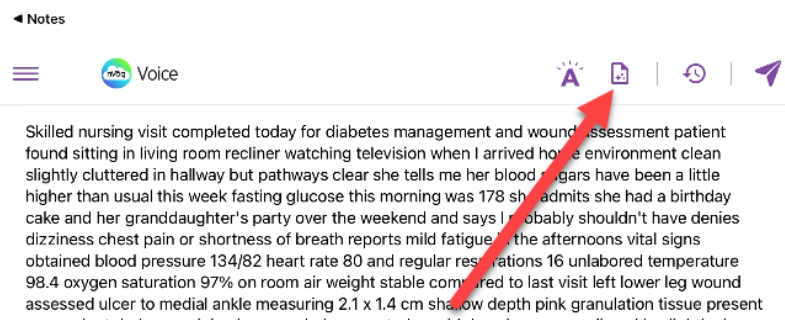 ◄ Notes
nVoq Voice
A
Skilled nursing visit completed today for diabetes management and wound assessment patient
found sitting in living room recliner watching television when I arrived home environment clean
slightly cluttered in hallway but pathways clear she tells me her blood sugars have been a little
higher than usual this week fasting glucose this morning was 178 she admits she had a birthday
cake and her granddaughter's party over the weekend and says I probably shouldn't have denies
dizziness chest pain or shortness of breath reports mild fatigue in the afternoons vital signs
obtained blood pressure 134/82 heart rate 80 and regular respirations 16 unlabored temperature
98.4 oxygen saturation 97% on room air weight stable compared to last visit left lower leg wound
assessed ulcer to medial ankle measuring 2.1 x 1.4 cm shallow depth pink granulation tissue present